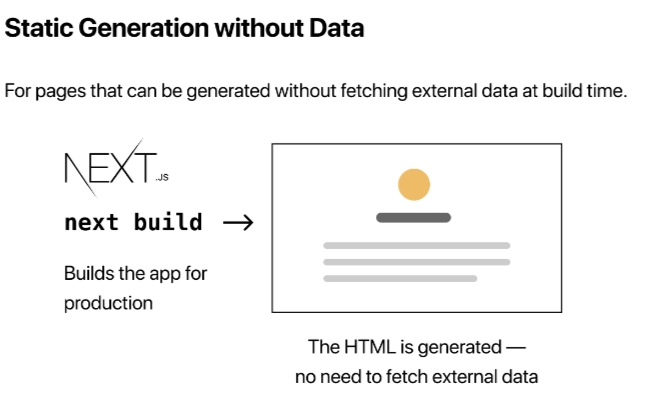 Static Generation without Data
For pages that can be generated without fetching external data at build time.
NEXT.JS
next build →
Builds the app for
production
The HTML is generated —
no need to fetch external data